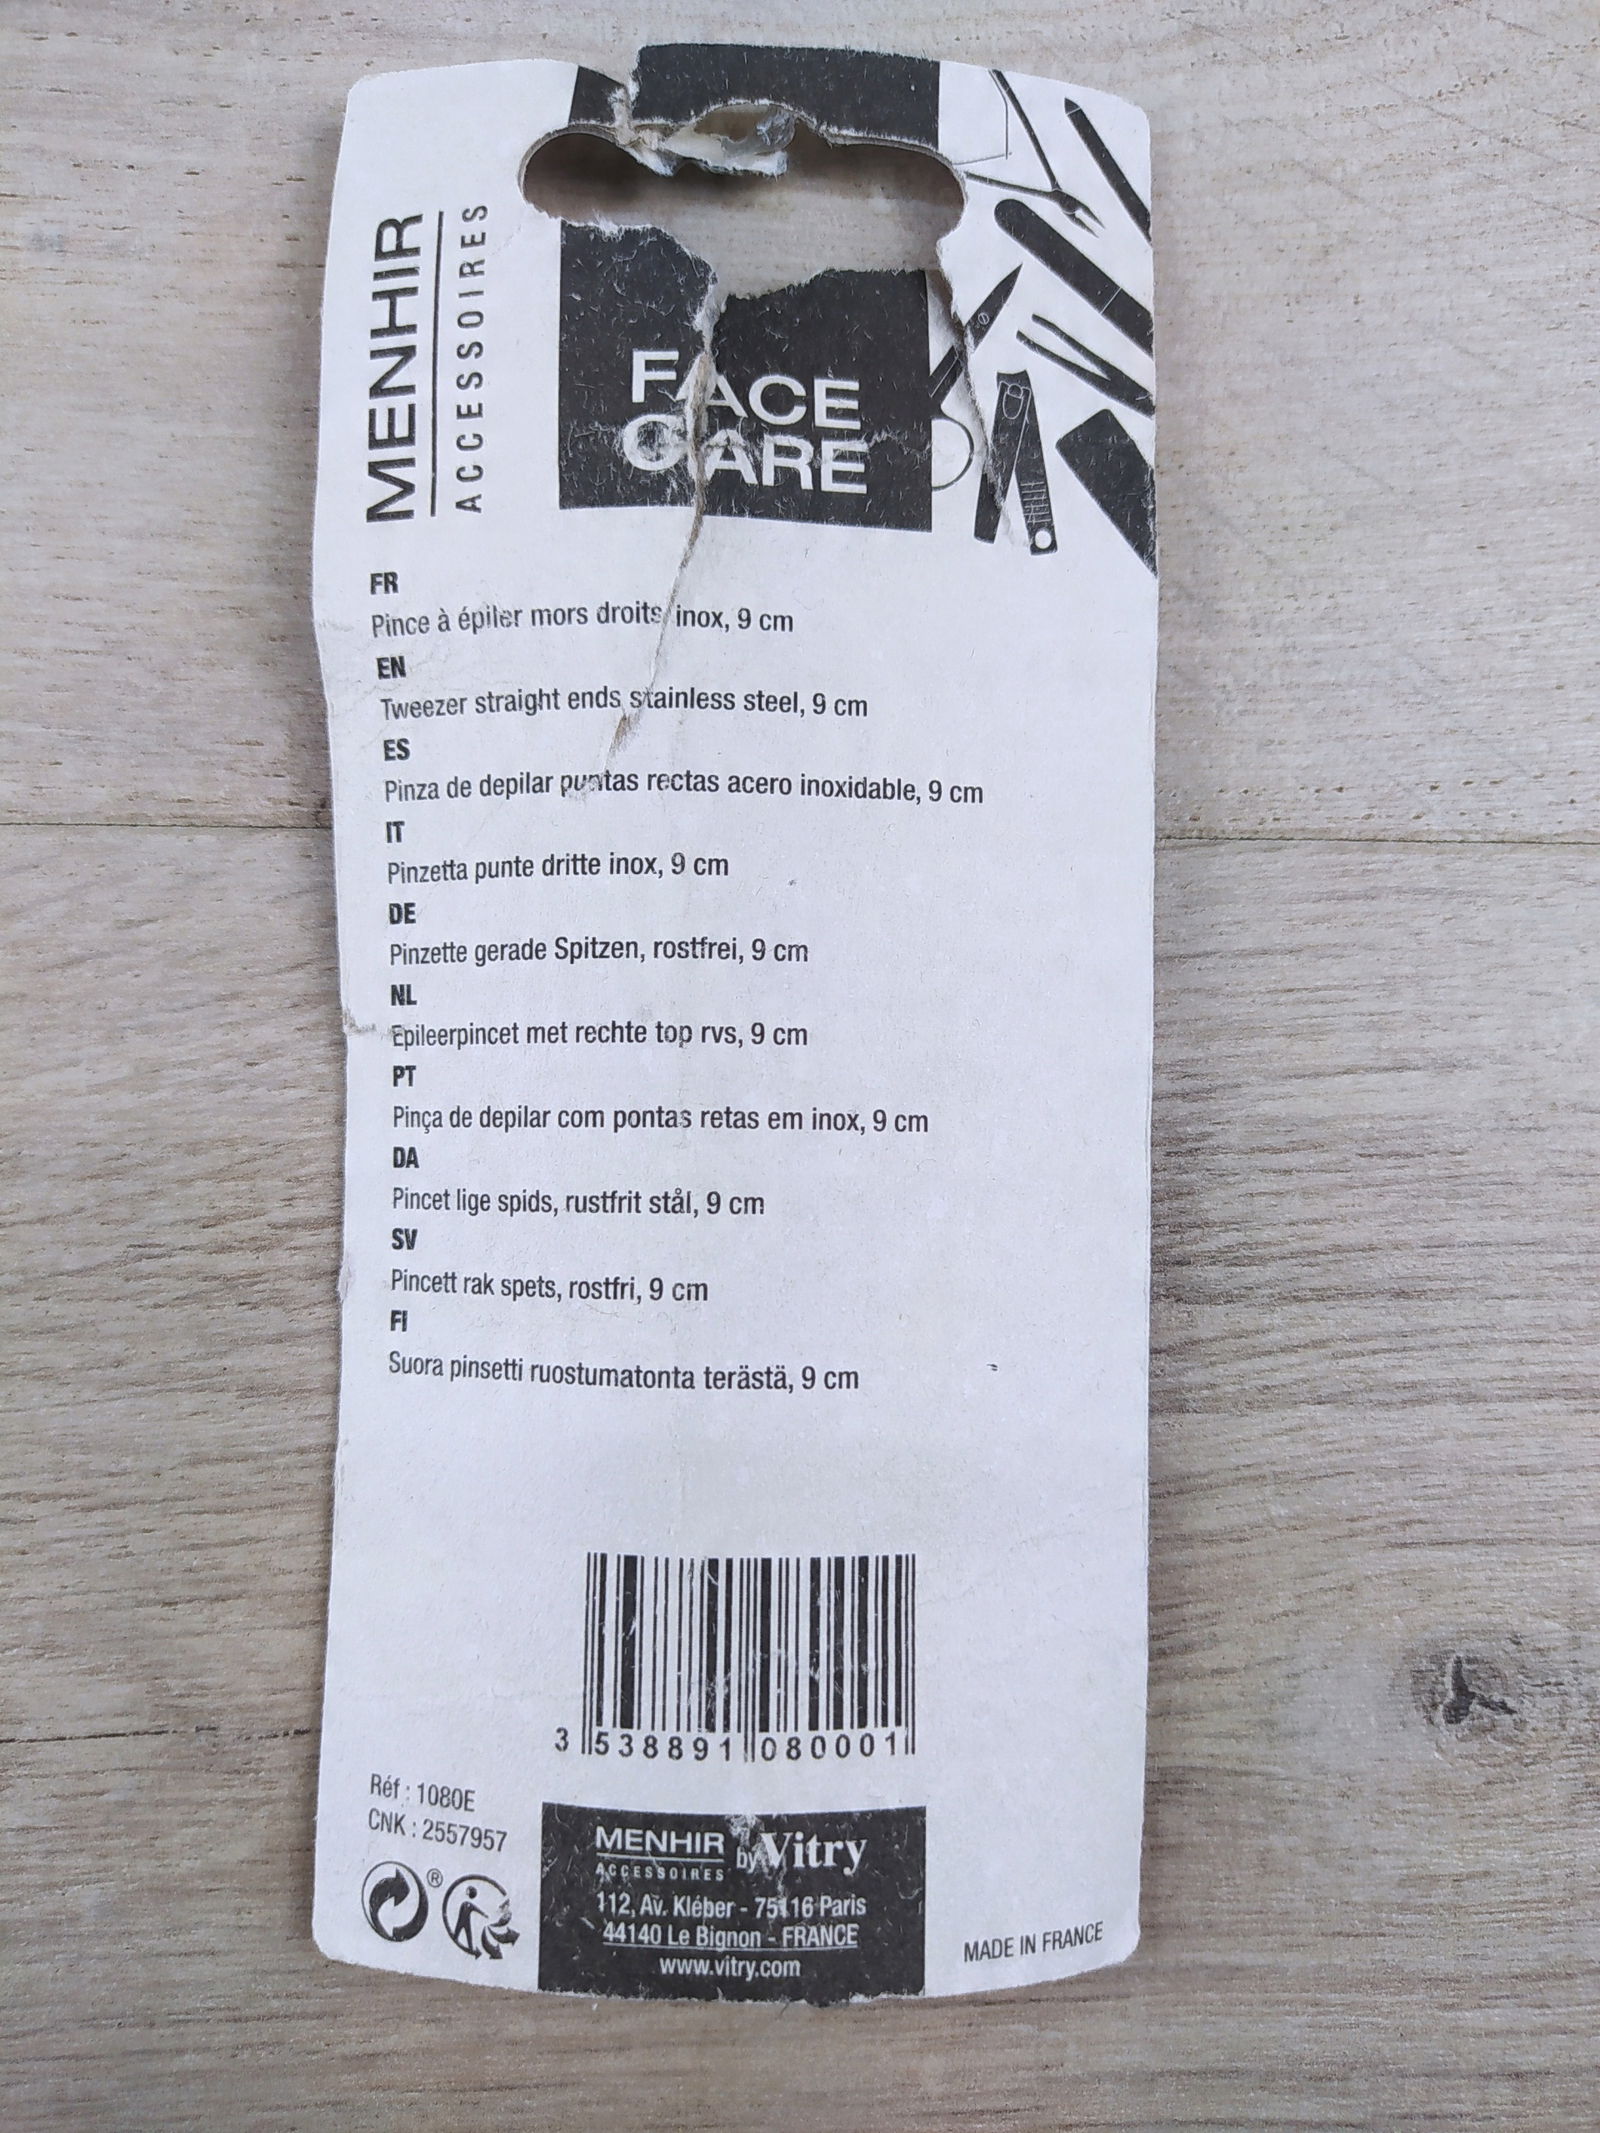 MENHIR
ACCESSOIRES
FACE
CARE
FR
Pince à épiler mors droits, inox, 9 cm
EN
Tweezer straight ends stainless steel, 9 cm
ES
Pinza de depilar puntas rectas acero inoxidable, 9 cm
IT
Pinzetta punte dritte inox, 9 cm
DE
Pinzette gerade Spitzen, rostfrei, 9 cm
NL
Epileerpincet met rechte top rvs, 9 cm
PT
Pinça de depilar com pontas retas em inox, 9 cm
DA
Pincet lige spids, rustfrit stål, 9 cm
SV
Pincett rak spets, rostfri, 9 cm
FI
Suora pinsetti ruostumatonta terästä, 9 cm
3 538891 080001
Réf : 1080E
CNK : 2557957
®
MENHIR by Vitry
ACCESSOIRES
112, Av. Kléber - 75116 Paris
44140 Le Bignon - FRANCE
www.vitry.com
MADE IN FRANCE